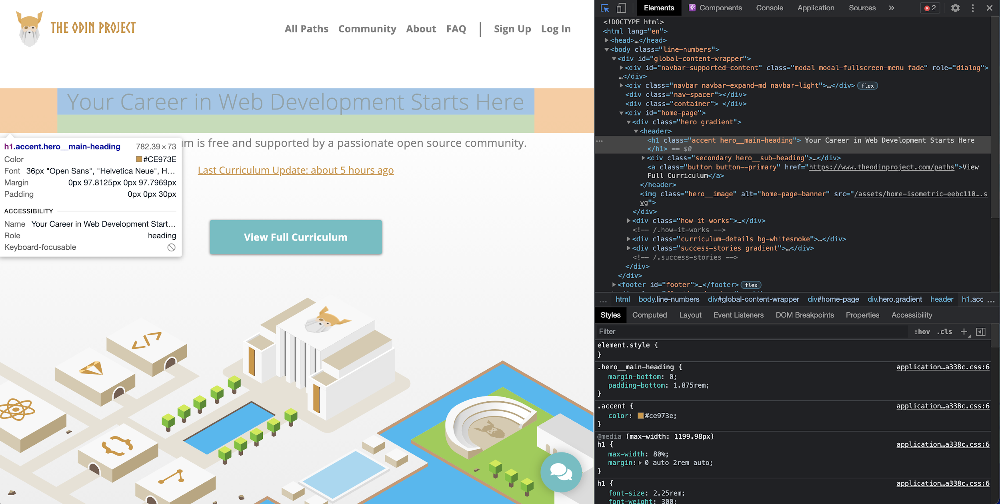 THE ODIN PROJECT
All Paths Community About FAQ | Sign Up Log In
Your Career in Web Development Starts Here
um is free and supported by a passionate open source community.
Last Curriculum Update: about 5 hours ago
View Full Curriculum
h1.accent.hero__main-heading 782.39×73
Color #CE973E
Font 36px "Open Sans", "Helvetica Neue", H…
Margin 0px 97.8125px 0px 97.7969px
Padding 0px 0px 30px
ACCESSIBILITY
Name Your Career in Web Development Start…
Role heading
Keyboard-focusable
</>
Elements Components Console Application Sources » 2
<!DOCTYPE html>
<html lang="en">
<head>…</head>
<body class="line-numbers">
<div id="global-content-wrapper">
<div id="navbar-supported-content" class="modal modal-fullscreen-menu fade" role="dialog">
…</div>
<div class="navbar navbar-expand-md navbar-light">…</div> flex
<div class="nav-spacer"></div>
<div class="container"> </div>
<div id="home-page">
<div class="hero gradient">
<header>
… <h1 class="accent hero__main-heading"> Your Career in Web Development Starts Here
</h1> == $0
<div class="secondary hero__sub-heading">…</div>
<a class="button button--primary" href="https://www.theodinproject.com/paths">View
Full Curriculum</a>
</header>
<img class="hero__image" alt="home-page-banner" src="/assets/home-isometric-eebc110….s
vg">
</div>
<div class="how-it-works">…</div>
<!-- /.how-it-works -->
<div class="curriculum-details bg-whitesmoke">…</div>
<div class="success-stories gradient">…</div>
<!-- /.success-stories -->
</div>
</div>
<footer id="footer">…</footer> flex
… html body.line-numbers div#global-content-wrapper div#home-page div.hero.gradient header h1.acc …
Styles Computed Layout Event Listeners DOM Breakpoints Properties Accessibility
Filter :hov .cls +
element.style {
}
.hero__main-heading { application…a338c.css:6
margin-bottom: 0;
padding-bottom: 1.875rem;
}
.accent { application…a338c.css:6
color: #ce973e;
}
@media (max-width: 1199.98px)
h1 { application…a338c.css:6
max-width: 80%;
margin: 0 auto 2rem auto;
}
h1 { application…a338c.css:6
font-size: 2.25rem;
font-weight: 300;